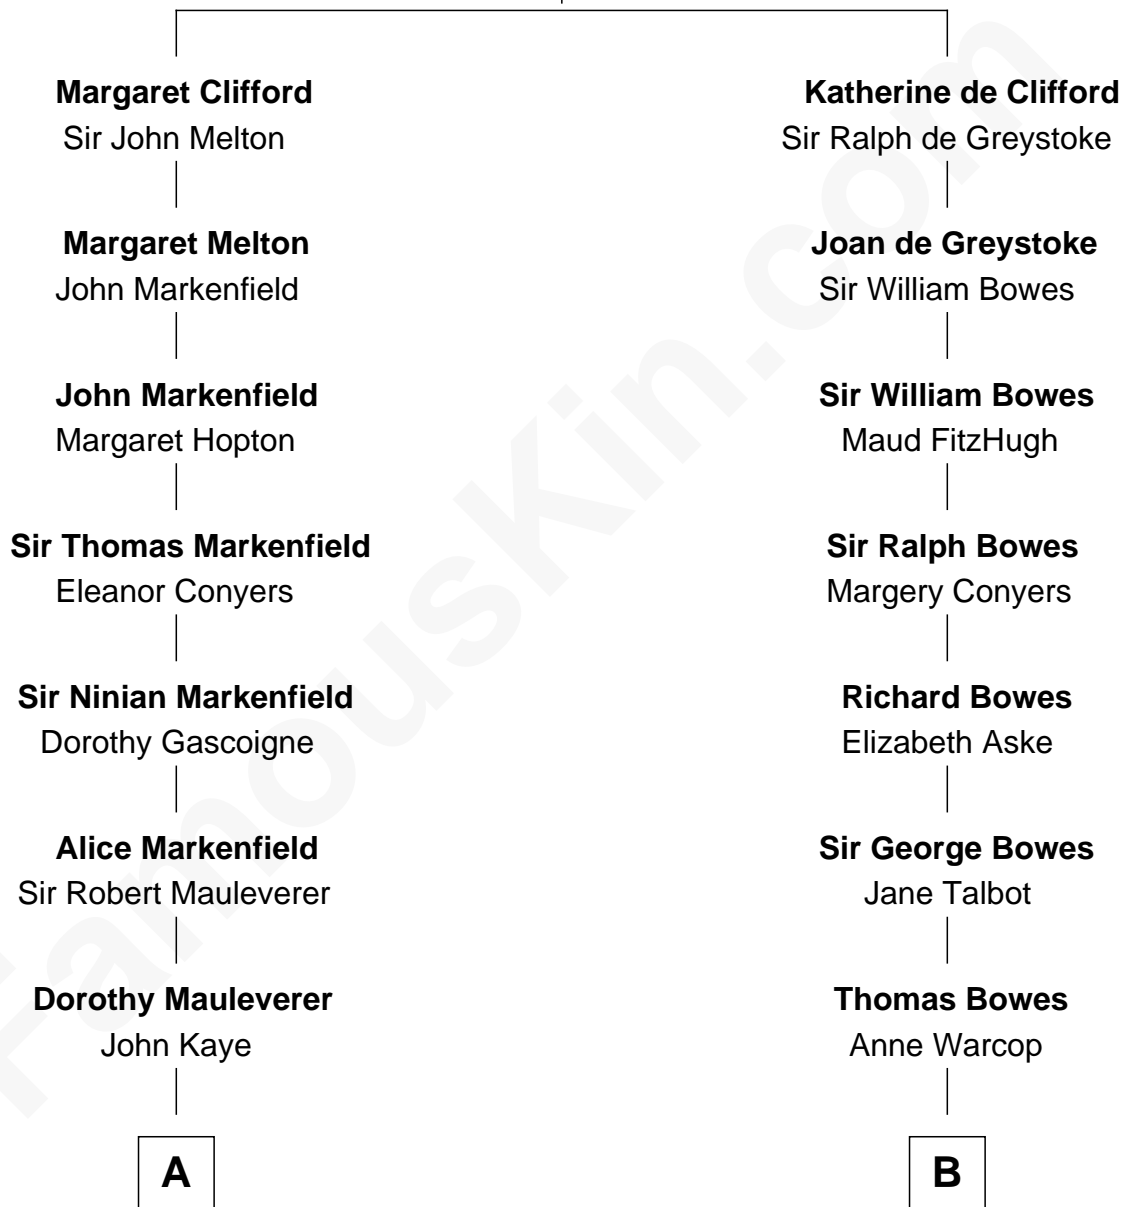 Margaret Clifford
Sir John Melton
Margaret Melton
John Markenfield
John Markenfield
Margaret Hopton
Sir Thomas Markenfield
Eleanor Conyers
Sir Ninian Markenfield
Dorothy Gascoigne
Alice Markenfield
Sir Robert Mauleverer
Dorothy Mauleverer
John Kaye
A
Katherine de Clifford
Sir Ralph de Greystoke
Joan de Greystoke
Sir William Bowes
Sir William Bowes
Maud FitzHugh
Sir Ralph Bowes
Margery Conyers
Richard Bowes
Elizabeth Aske
Sir George Bowes
Jane Talbot
Thomas Bowes
Anne Warcop
B
FamousKin.com